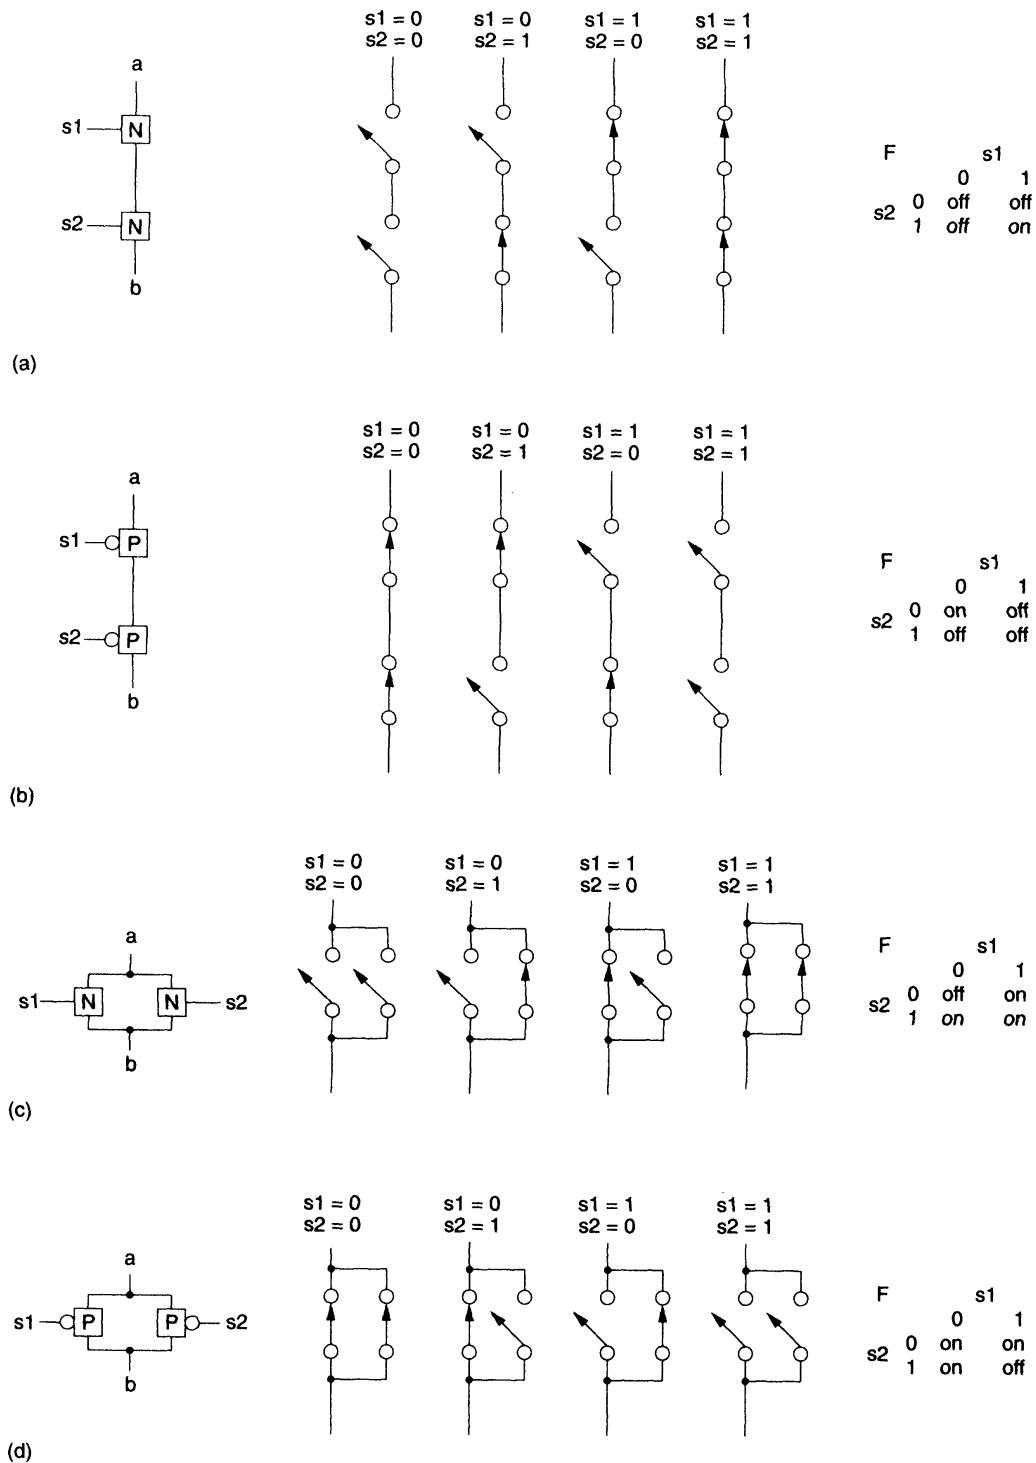 s1 = 0 s1 = 0 s1 = 1 s1 = 1
s2 = 0 s2 = 1 s2 = 0 s2 = 1
a
s1 N
s2 N
b
F s1
0 1
s2 0 off off
1 off on
(a)
s1 = 0 s1 = 0 s1 = 1 s1 = 1
s2 = 0 s2 = 1 s2 = 0 s2 = 1
a
s1 P
s2 P
b
F s1
0 1
s2 0 on off
1 off off
(b)
s1 = 0 s1 = 0 s1 = 1 s1 = 1
s2 = 0 s2 = 1 s2 = 0 s2 = 1
a
s1 N N s2
b
F s1
0 1
s2 0 off on
1 on on
(c)
s1 = 0 s1 = 0 s1 = 1 s1 = 1
s2 = 0 s2 = 1 s2 = 0 s2 = 1
a
s1 P P s2
b
F s1
0 1
s2 0 on on
1 on off
(d)